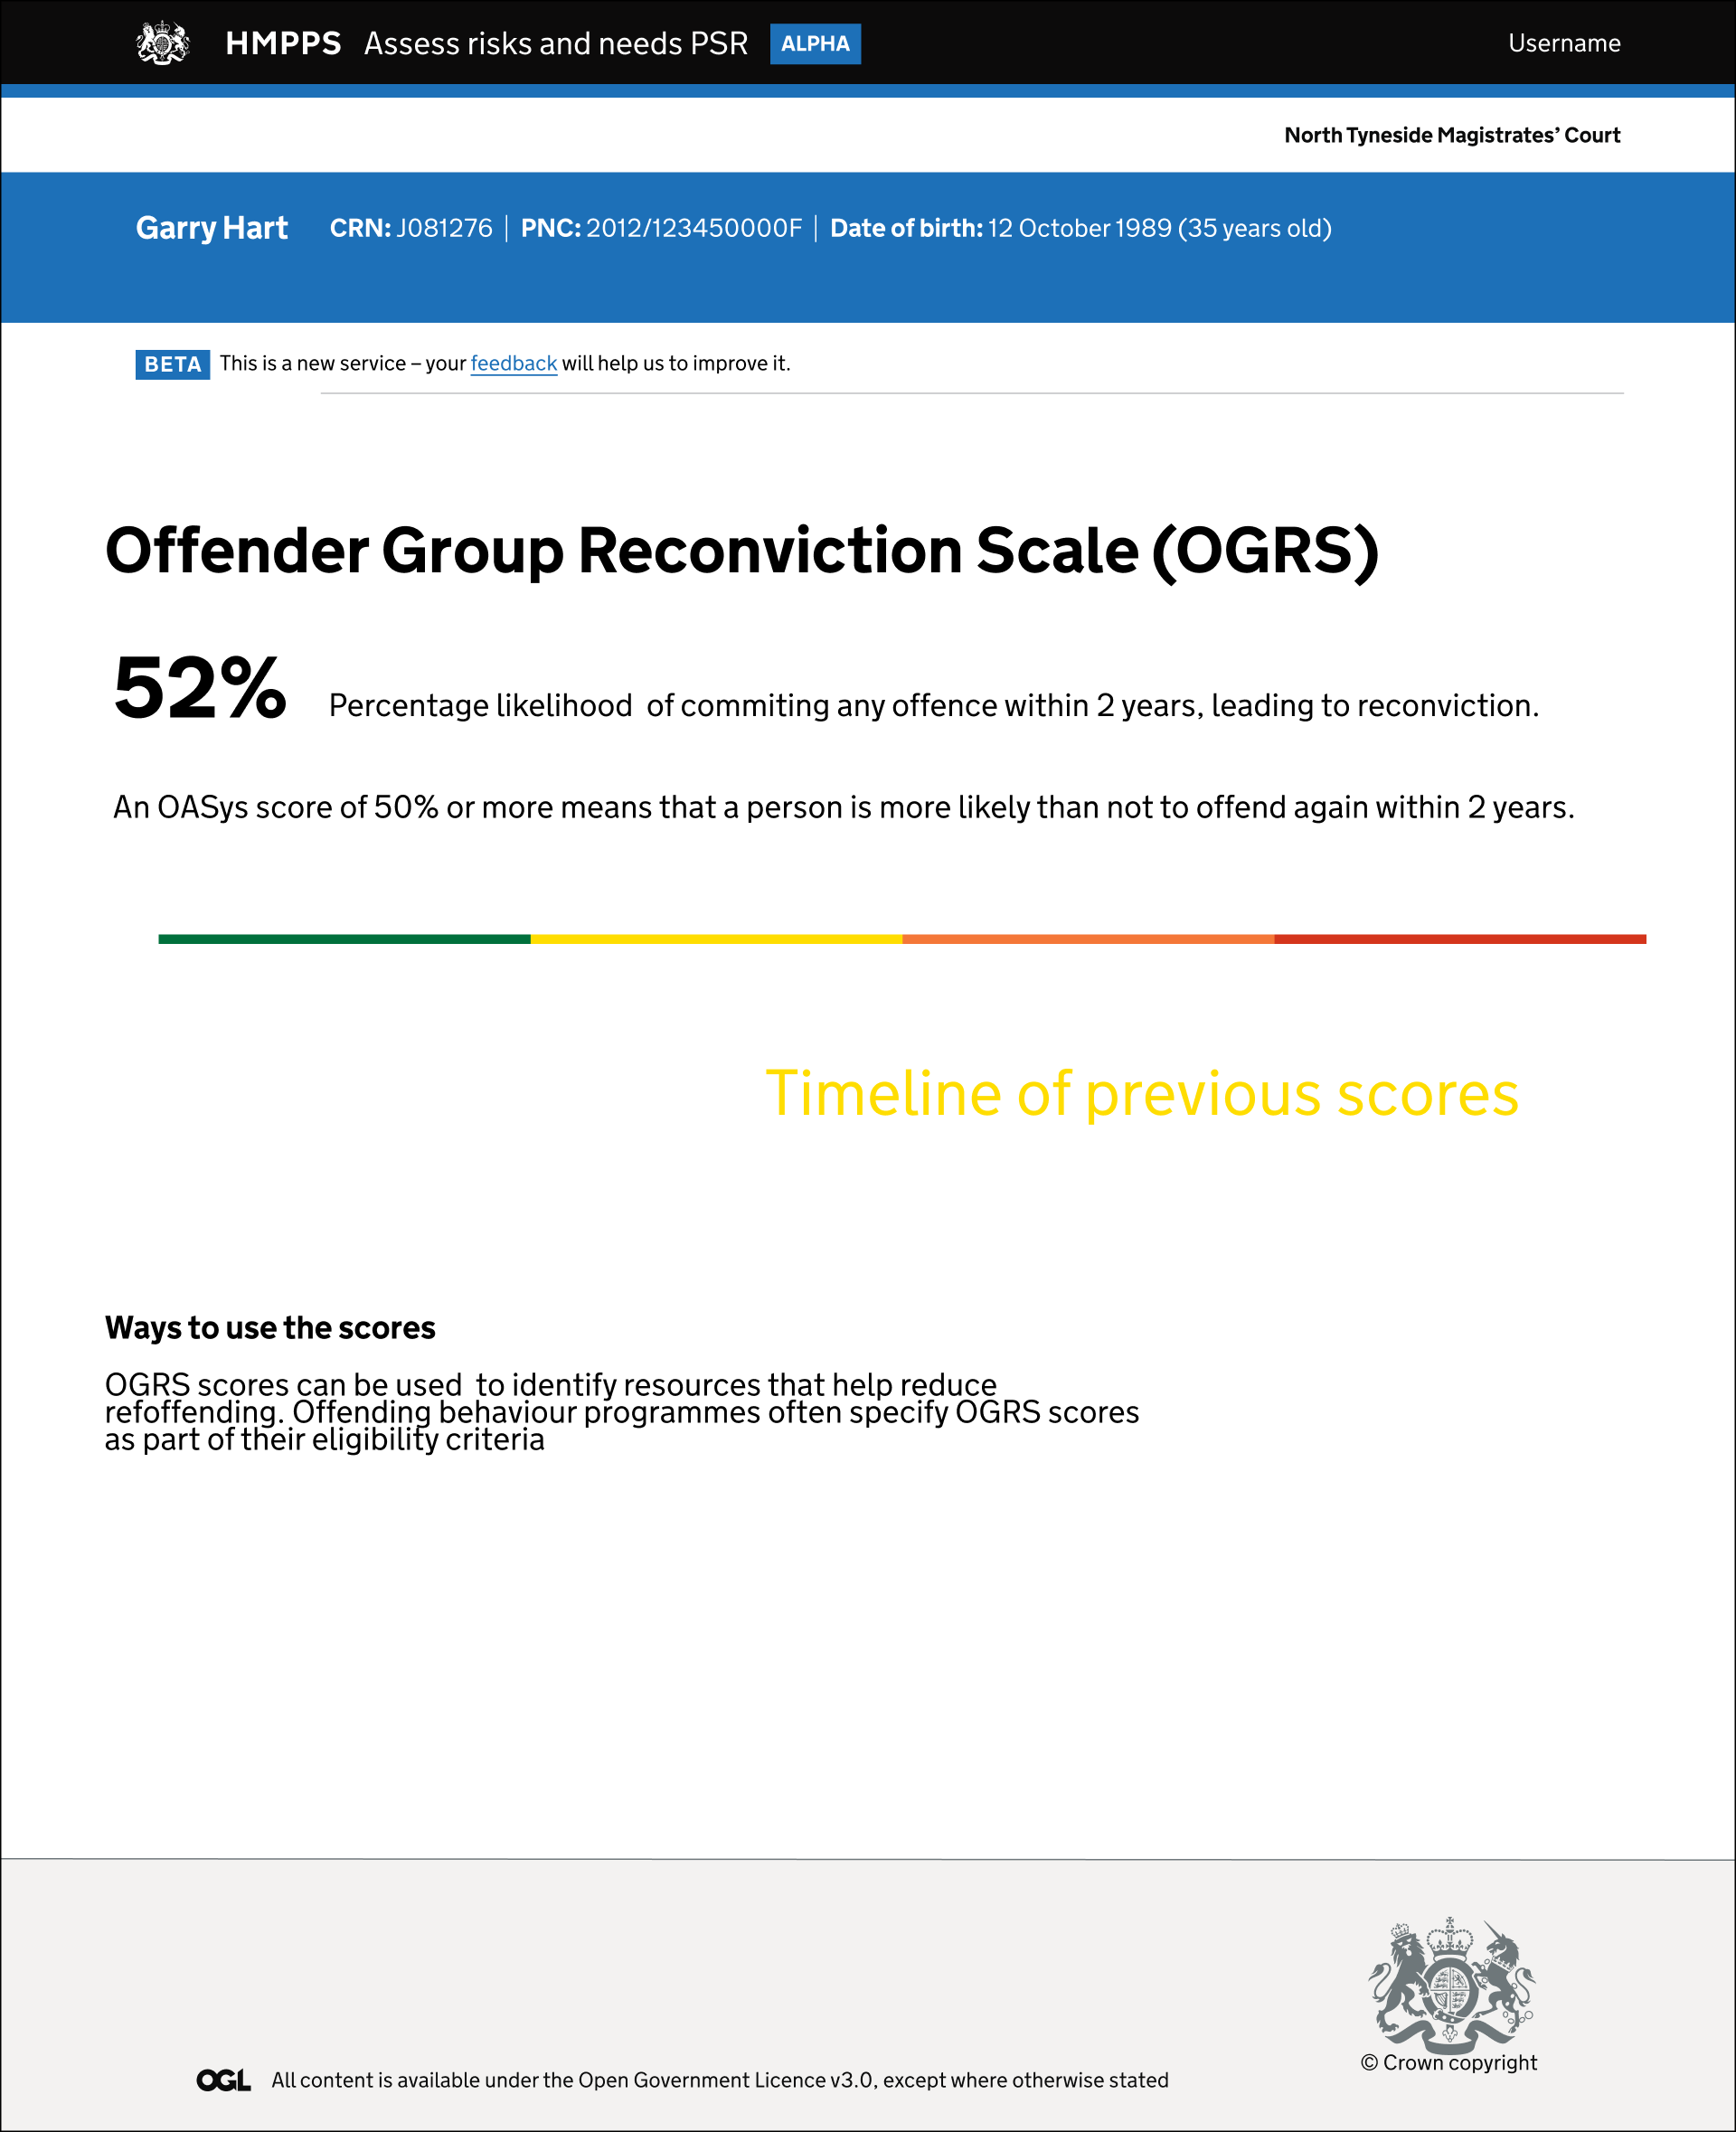 HMPPS Assess risks and needs PSR ALPHA Username
North Tyneside Magistrates’ Court
Garry Hart CRN: J081276 | PNC: 2012/123450000F | Date of birth: 12 October 1989 (35 years old)
BETA This is a new service – your feedback will help us to improve it.
Offender Group Reconviction Scale (OGRS)
52% Percentage likelihood of commiting any offence within 2 years, leading to reconviction.
An OASys score of 50% or more means that a person is more likely than not to offend again within 2 years.
Timeline of previous scores
Ways to use the scores
OGRS scores can be used to identify resources that help reduce
refoffending. Offending behaviour programmes often specify OGRS scores
as part of their eligibility criteria
© Crown copyright
OGL All content is available under the Open Government Licence v3.0, except where otherwise stated